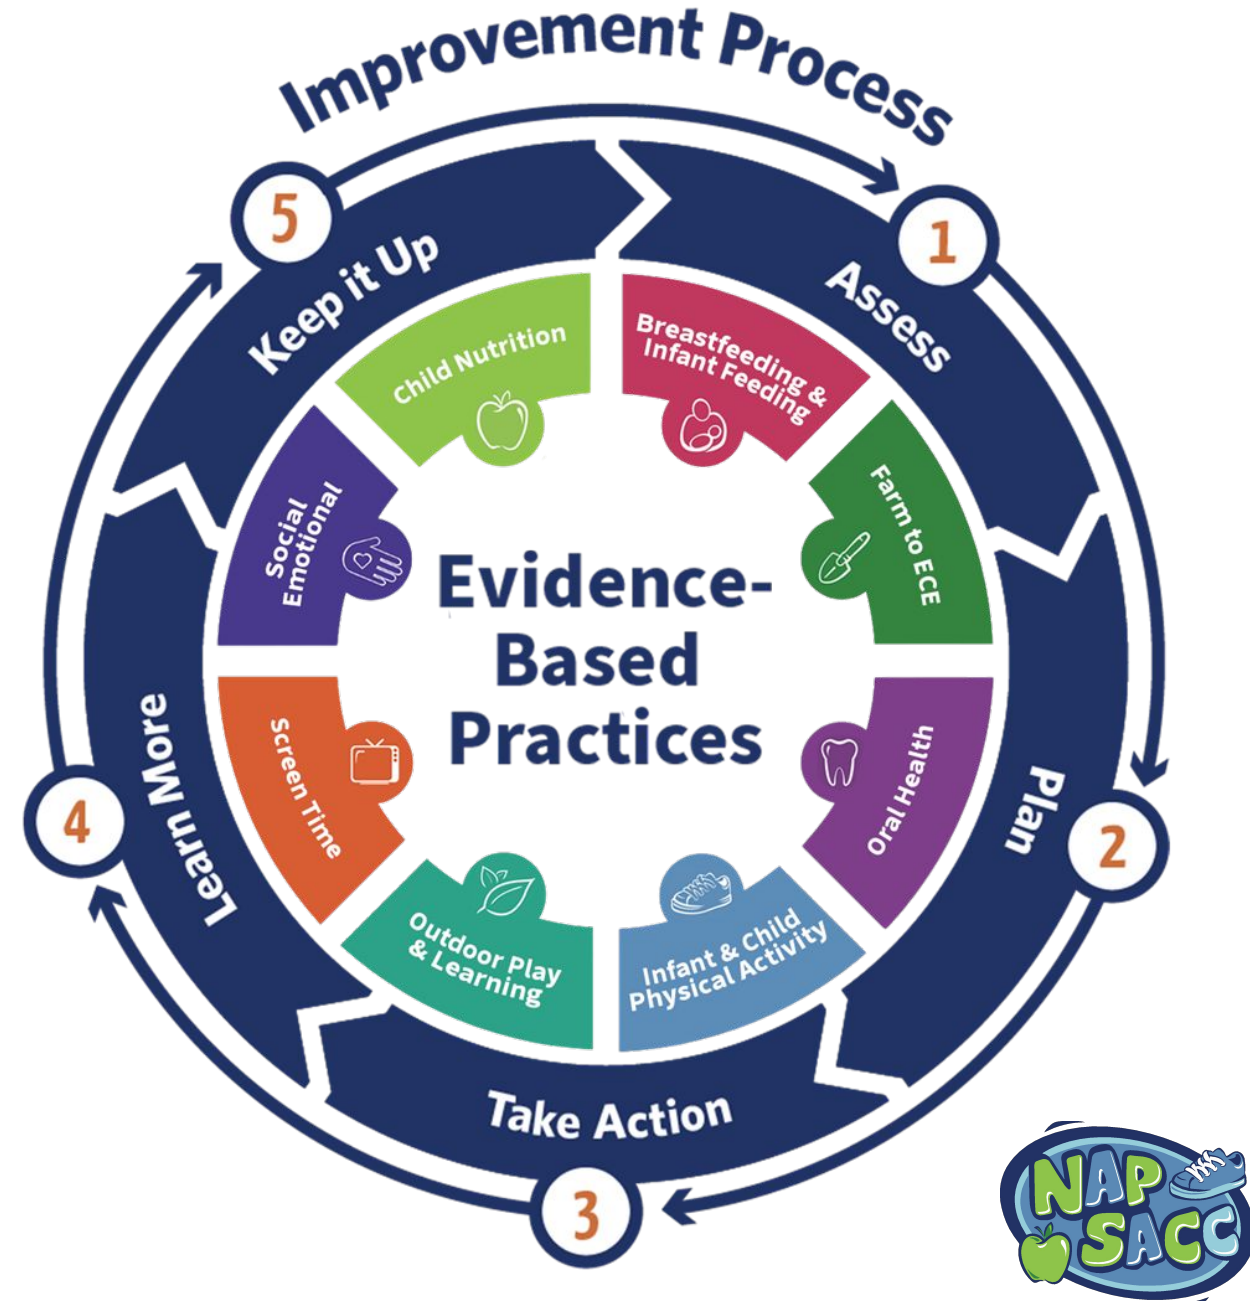 Improvement Process
1
Assess
2
Plan
3
Take Action
4
Learn More
5
Keep it Up
Breastfeeding &
Infant Feeding
Farm to ECE
Oral Health
Infant & Child
Physical Activity
Outdoor Play
& Learning
Screen Time
Social
Emotional
Child Nutrition
Evidence-
Based
Practices
NAP
SACC